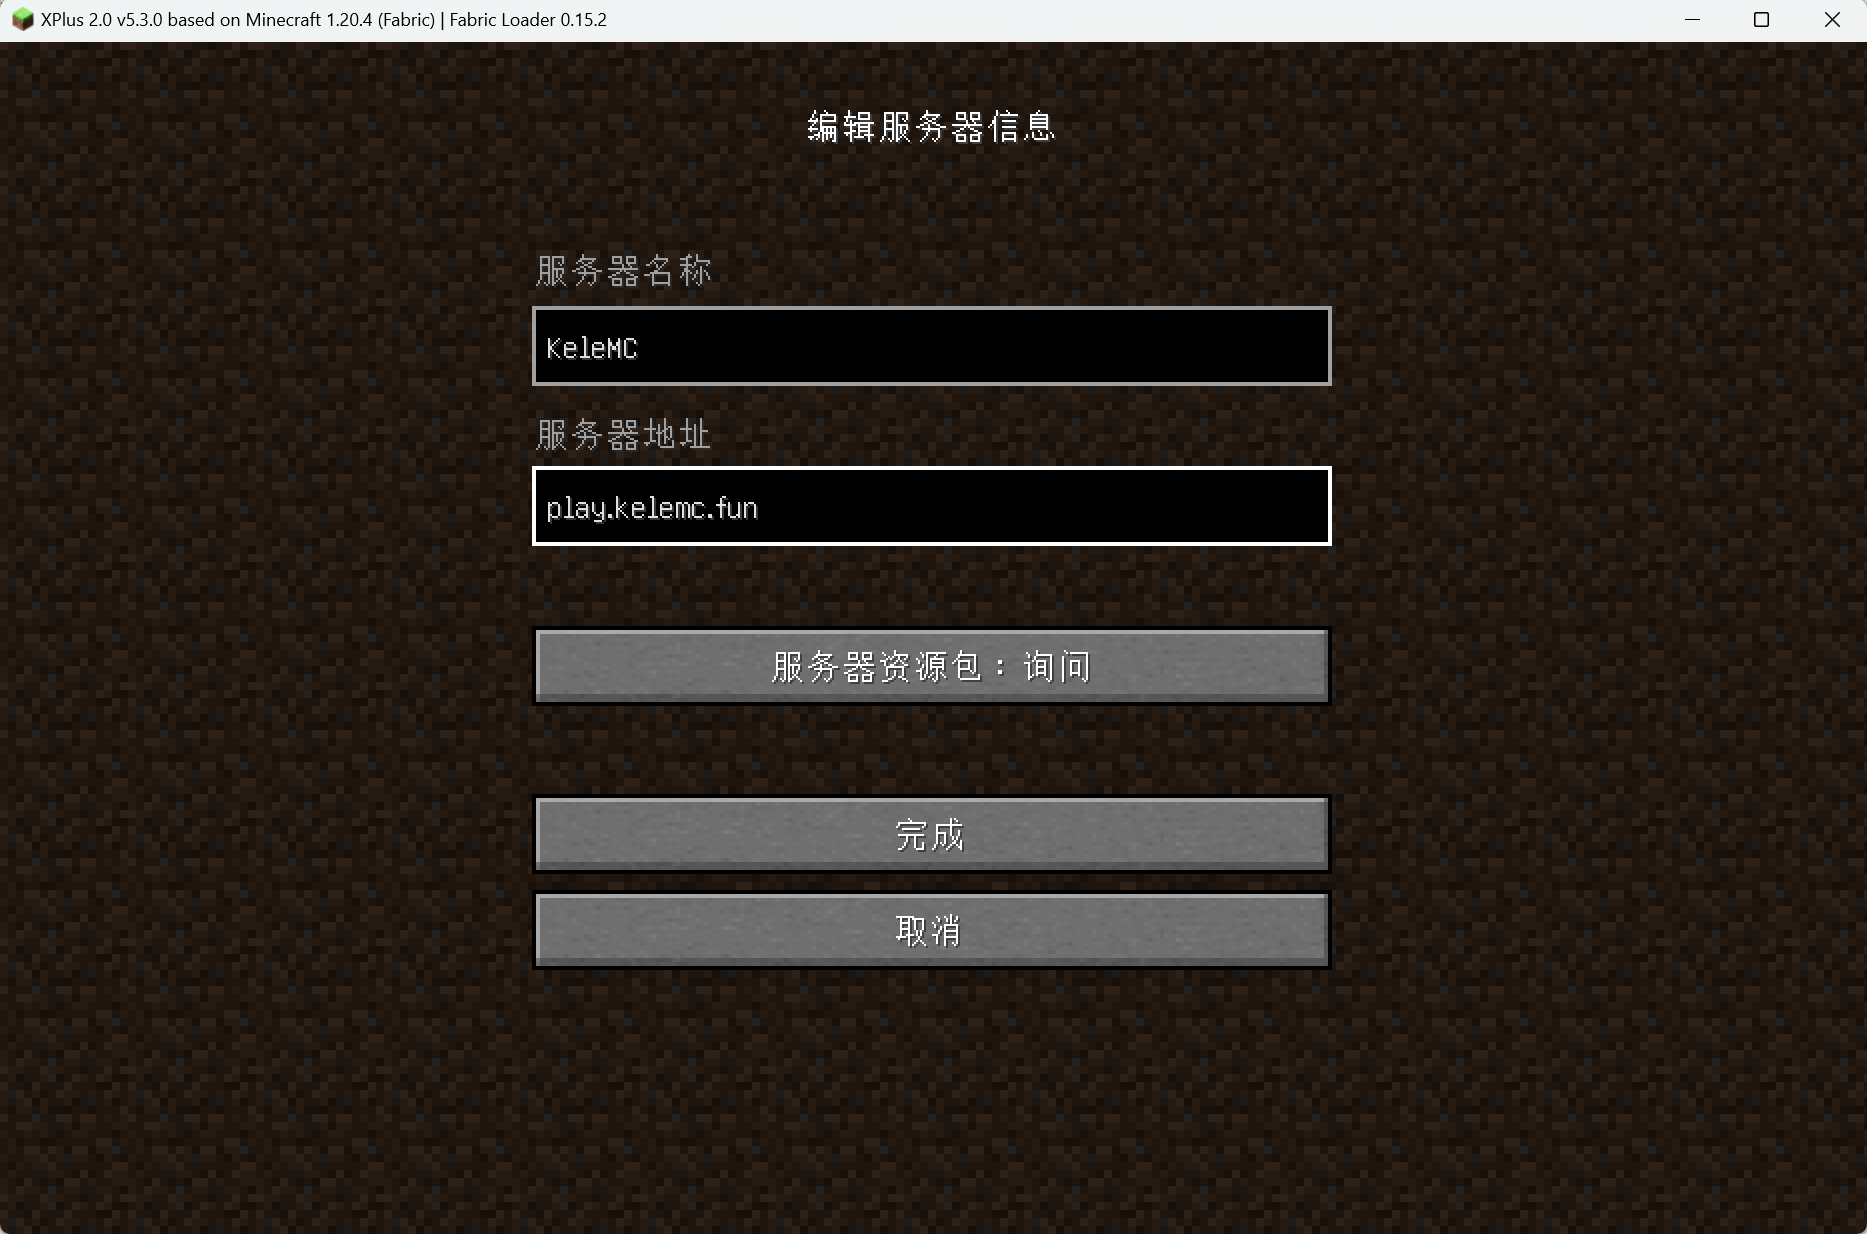 XPlus 2.0 v5.3.0 based on Minecraft 1.20.4 (Fabric) | Fabric Loader 0.15.2
编辑服务器信息
服务器名称
KeleMC
服务器地址
play.kelemc.fun
服务器资源包：询问
完成
取消